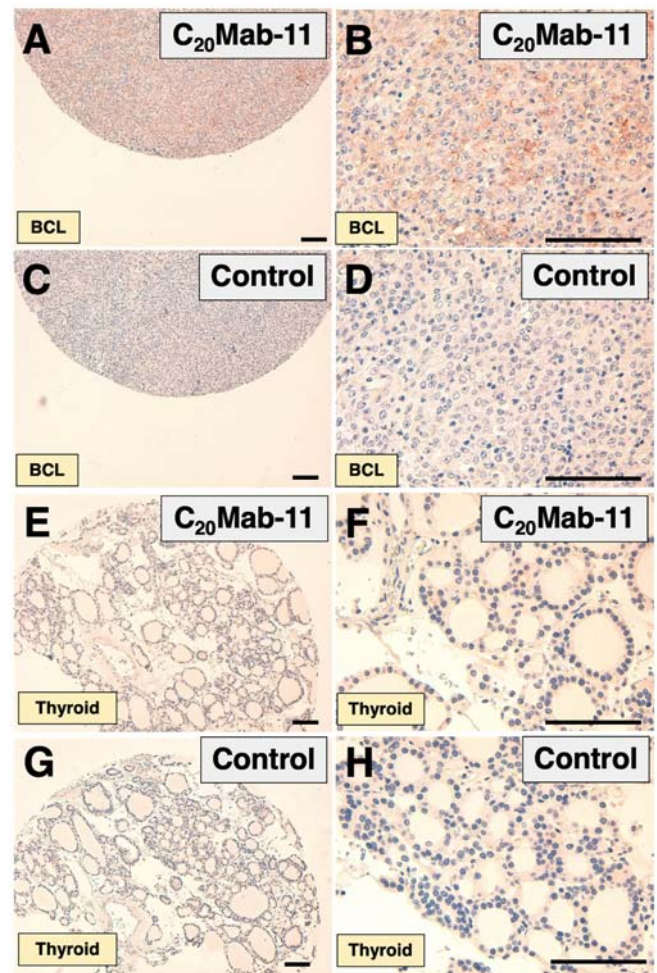 A C₂₀Mab-11
BCL
B C₂₀Mab-11
BCL
C Control
BCL
D Control
BCL
E C₂₀Mab-11
Thyroid
F C₂₀Mab-11
Thyroid
G Control
Thyroid
H Control
Thyroid